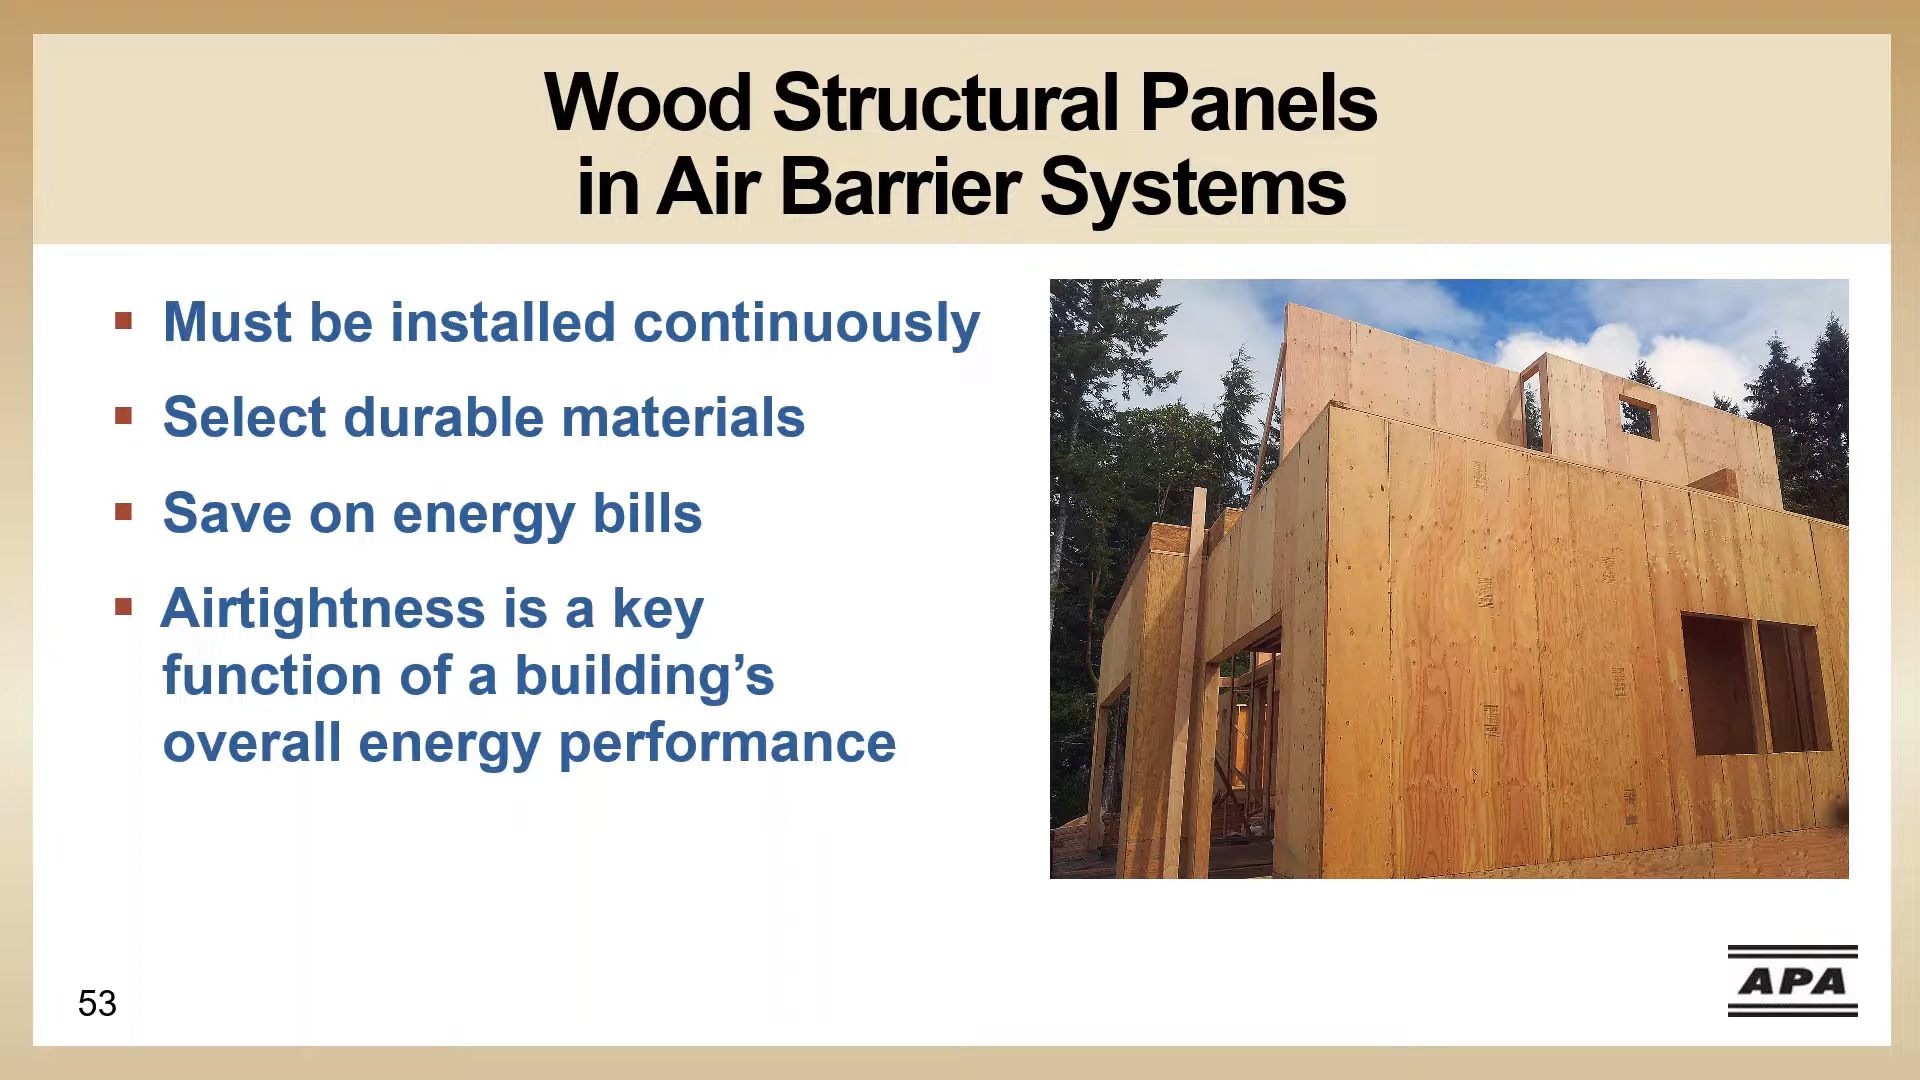 Wood Structural Panels
in Air Barrier Systems
▪ Must be installed continuously
▪ Select durable materials
▪ Save on energy bills
▪ Airtightness is a key
function of a building’s
overall energy performance
53
APA